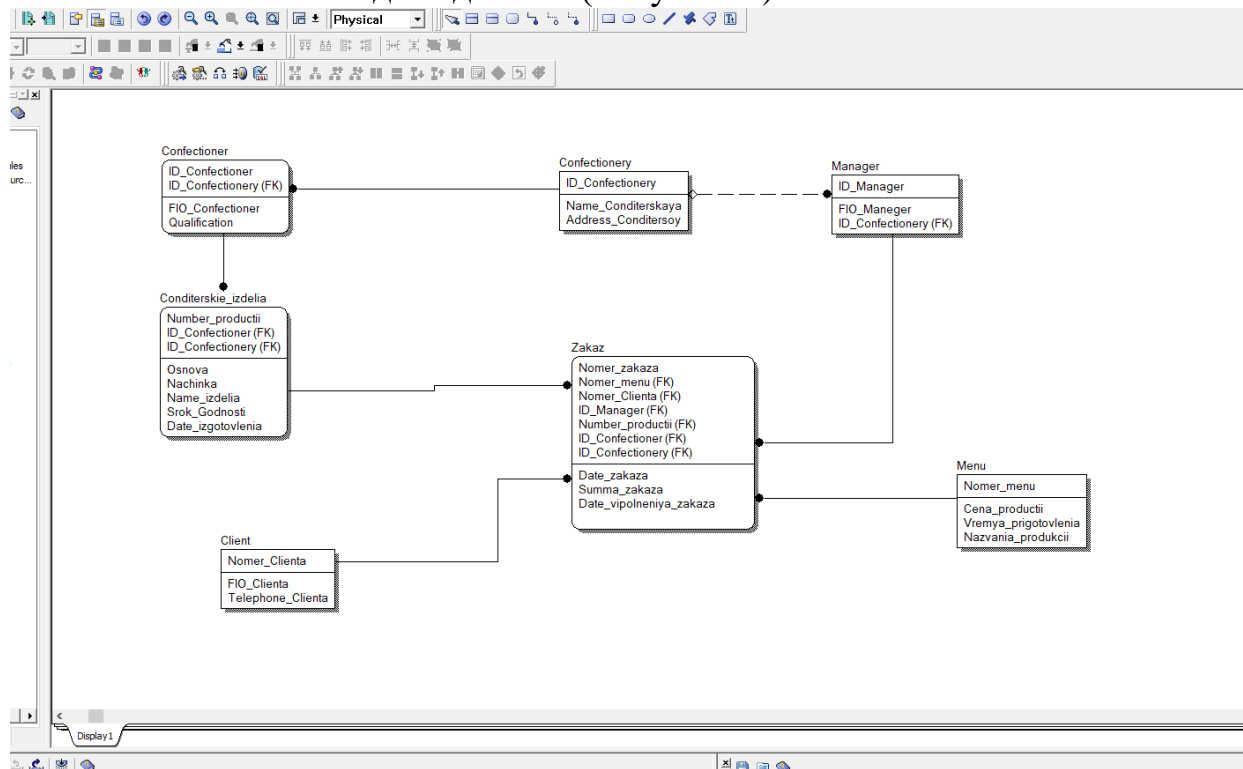 Physical
ules
urc...
Confectioner
ID_Confectioner
ID_Confectionery (FK)
FIO_Confectioner
Qualification
Confectionery
ID_Confectionery
Name_Conditerskaya
Address_Conditersoy
Manager
ID_Manager
FIO_Maneger
ID_Confectionery (FK)
Conditerskie_izdelia
Number_productii
ID_Confectioner (FK)
ID_Confectionery (FK)
Osnova
Nachinka
Name_izdelia
Srok_Godnosti
Date_izgotovlenia
Zakaz
Nomer_zakaza
Nomer_menu (FK)
Nomer_Clienta (FK)
ID_Manager (FK)
Number_productii (FK)
ID_Confectioner (FK)
ID_Confectionery (FK)
Date_zakaza
Summa_zakaza
Date_vipolneniya_zakaza
Menu
Nomer_menu
Cena_productii
Vremya_prigotovlenia
Nazvania_produkcii
Client
Nomer_Clienta
FIO_Clienta
Telephone_Clienta
Display1